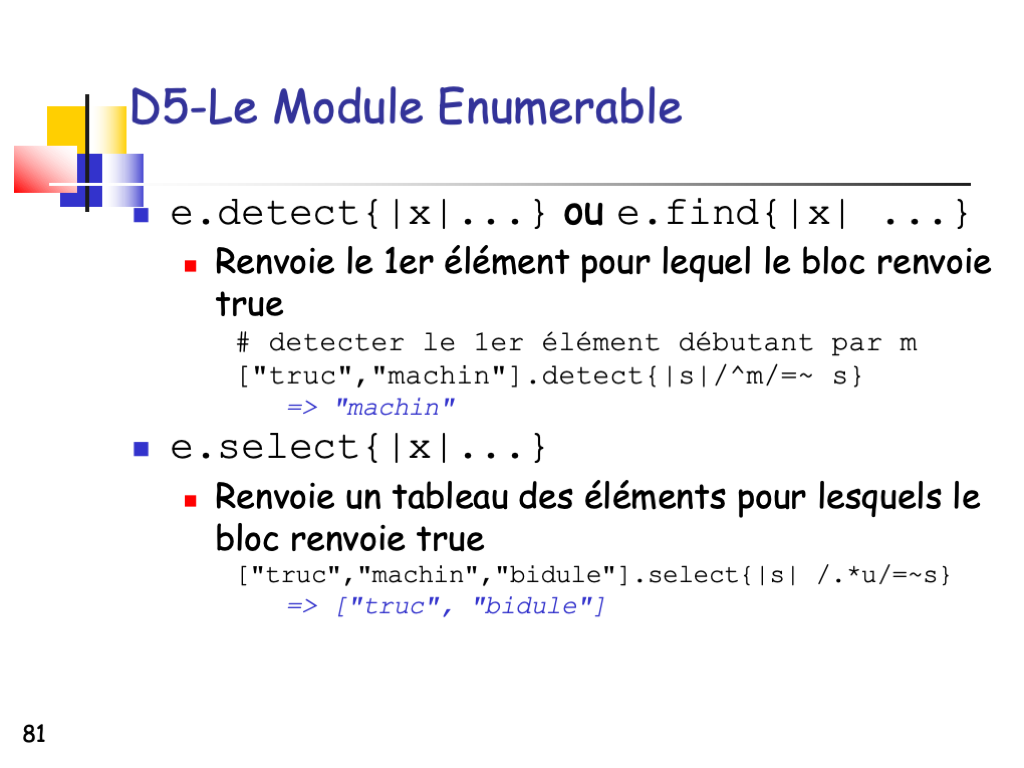 D5-Le Module Enumerable
e.detect{|x|...} ou e.find{|x| ...}
Renvoie le 1er élément pour lequel le bloc renvoie
true
# detecter le 1er élément débutant par m
["truc","machin"].detect{|s|/^m/=~ s}
=> "machin"
e.select{|x|...}
Renvoie un tableau des éléments pour lesquels le
bloc renvoie true
["truc","machin","bidule"].select{|s| /.*u/=~s}
=> ["truc", "bidule"]
81